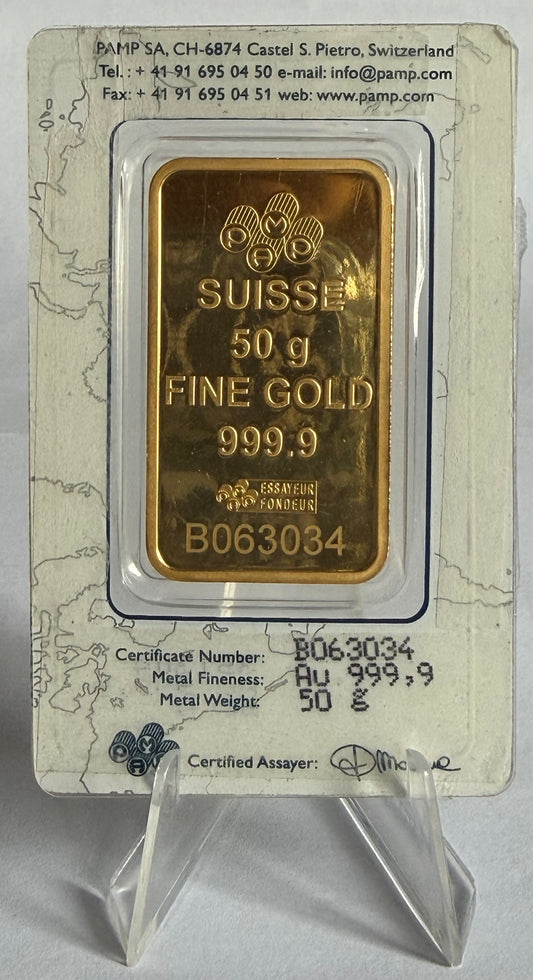 PAMP SA, CH-6874 Castel S. Pietro, Switzerland
Tel. : + 41 91 695 04 50 e-mail: info@pamp.com
Fax: + 41 91 695 04 51 web: www.pamp.com
PAMP
SUISSE
50 g
FINE GOLD
999.9
ESSAYEUR
FONDEUR
B063034
Certificate Number: B063034
Metal Fineness: Au 999,9
Metal Weight: 50 g
PAMP
Certified Assayer: